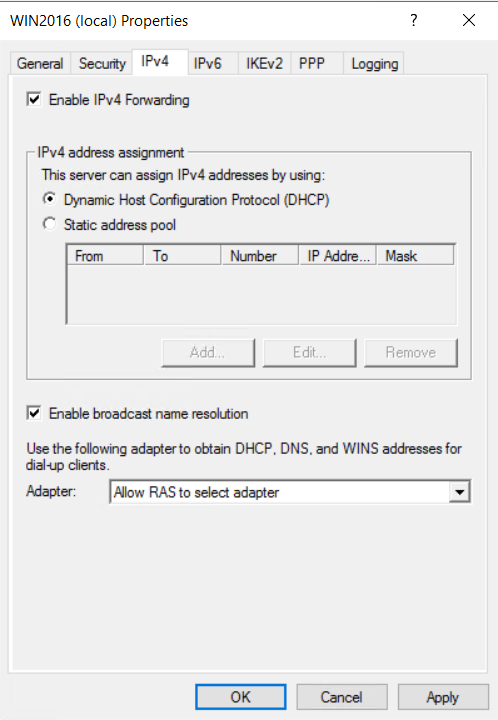 WIN2016 (local) Properties ?
General Security IPv4 IPv6 IKEv2 PPP Logging
Enable IPv4 Forwarding
IPv4 address assignment
This server can assign IPv4 addresses by using:
Dynamic Host Configuration Protocol (DHCP)
Static address pool
From To Number IP Addre... Mask
Add... Edit... Remove
Enable broadcast name resolution
Use the following adapter to obtain DHCP, DNS, and WINS addresses for
dial-up clients.
Adapter: Allow RAS to select adapter
OK Cancel Apply